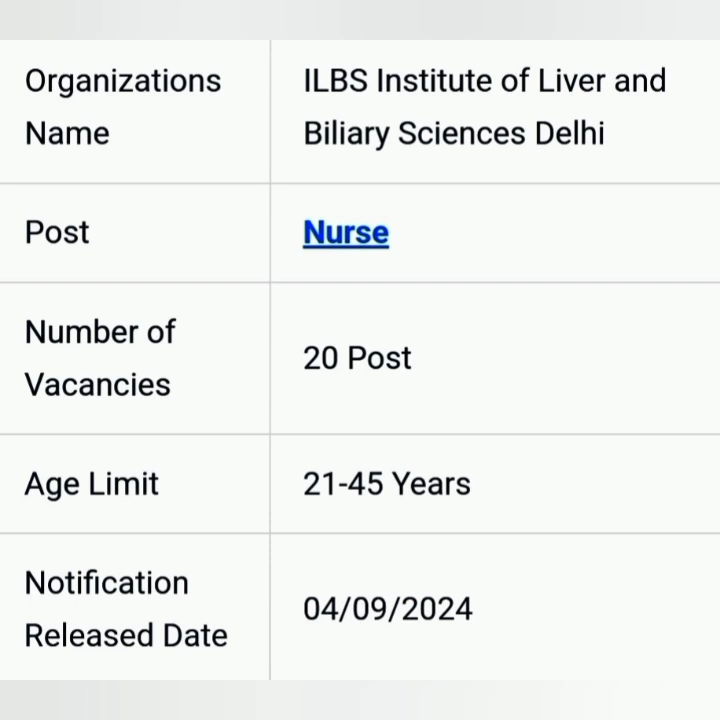 Organizations ILBS Institute of Liver and
Name Biliary Sciences Delhi
Post Nurse
Number of
Vacancies
20 Post
Age Limit 21-45 Years
Notification
Released Date
04/09/2024